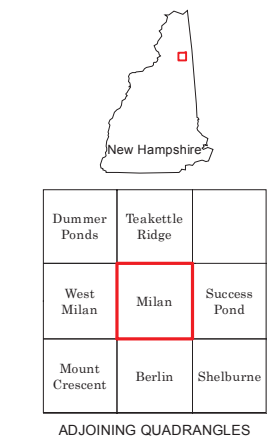 New Hampshire
Dummer
Ponds
Teakettle
Ridge
West
Milan
Milan
Success
Pond
Mount
Crescent
Berlin
Shelburne
ADJOINING QUADRANGLES